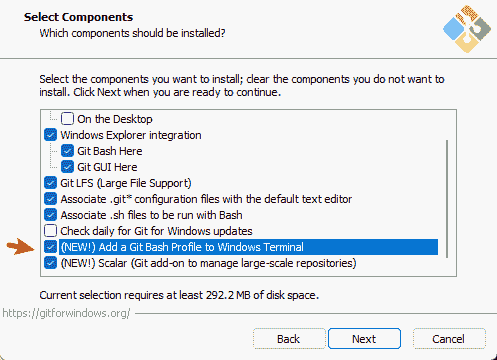 Select Components
Which components should be installed?
Select the components you want to install; clear the components you do not want to
install. Click Next when you are ready to continue.
On the Desktop
Windows Explorer integration
Git Bash Here
Git GUI Here
Git LFS (Large File Support)
Associate .git* configuration files with the default text editor
Associate .sh files to be run with Bash
Check daily for Git for Windows updates
(NEW!) Add a Git Bash Profile to Windows Terminal
(NEW!) Scalar (Git add-on to manage large-scale repositories)
Current selection requires at least 292.2 MB of disk space.
https://gitforwindows.org/
Back Next Cancel